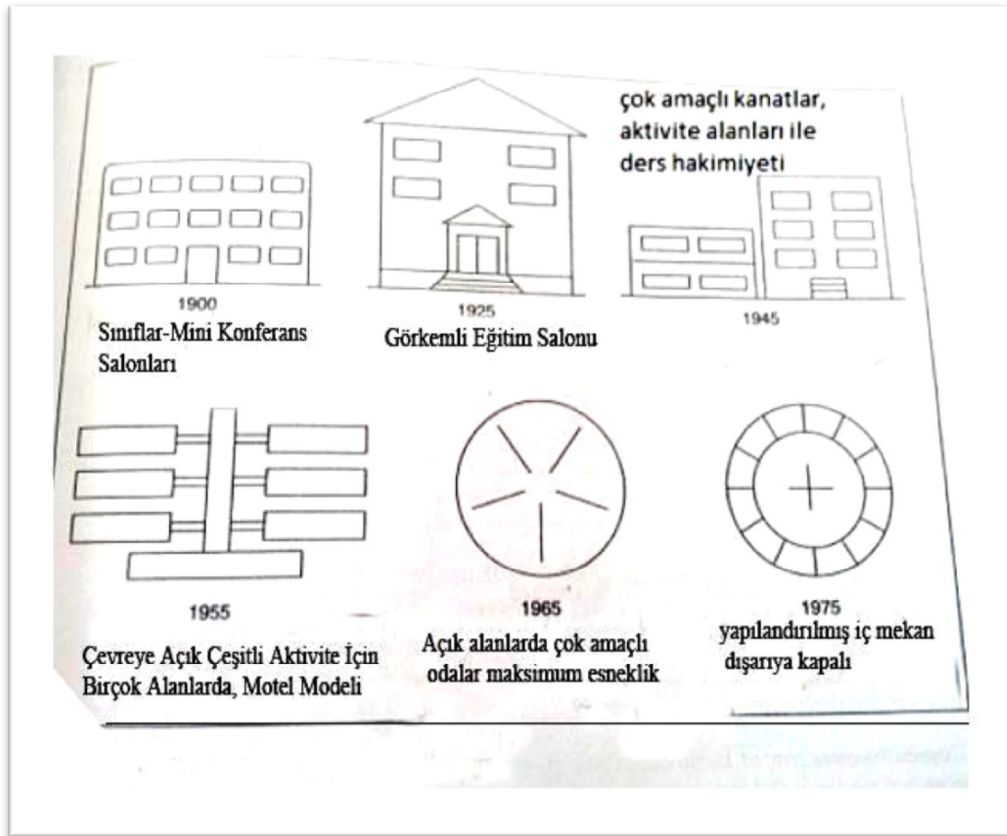 çok amaçlı kanatlar,
aktivite alanları ile
ders hakimiyeti
1900
Sınıflar-Mini Konferans
Salonları
1925
Görkemli Eğitim Salonu
1945
1955
Çevreye Açık Çeşitli Aktivite İçin
Birçok Alanlarda, Motel Modeli
1965
Açık alanlarda çok amaçlı
odalar maksimum esneklik
1975
yapılandırılmış iç mekan
dışarıya kapalı